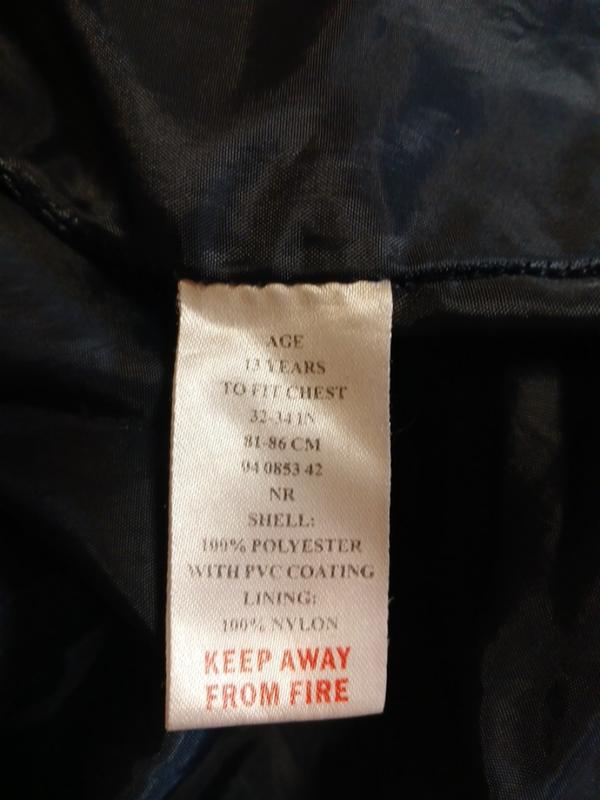 AGE
13 YEARS
TO FIT CHEST
32-34 IN
81-86 CM
04 0853 42
NR
SHELL:
100% POLYESTER
WITH PVC COATING
LINING:
100% NYLON
KEEP AWAY
FROM FIRE